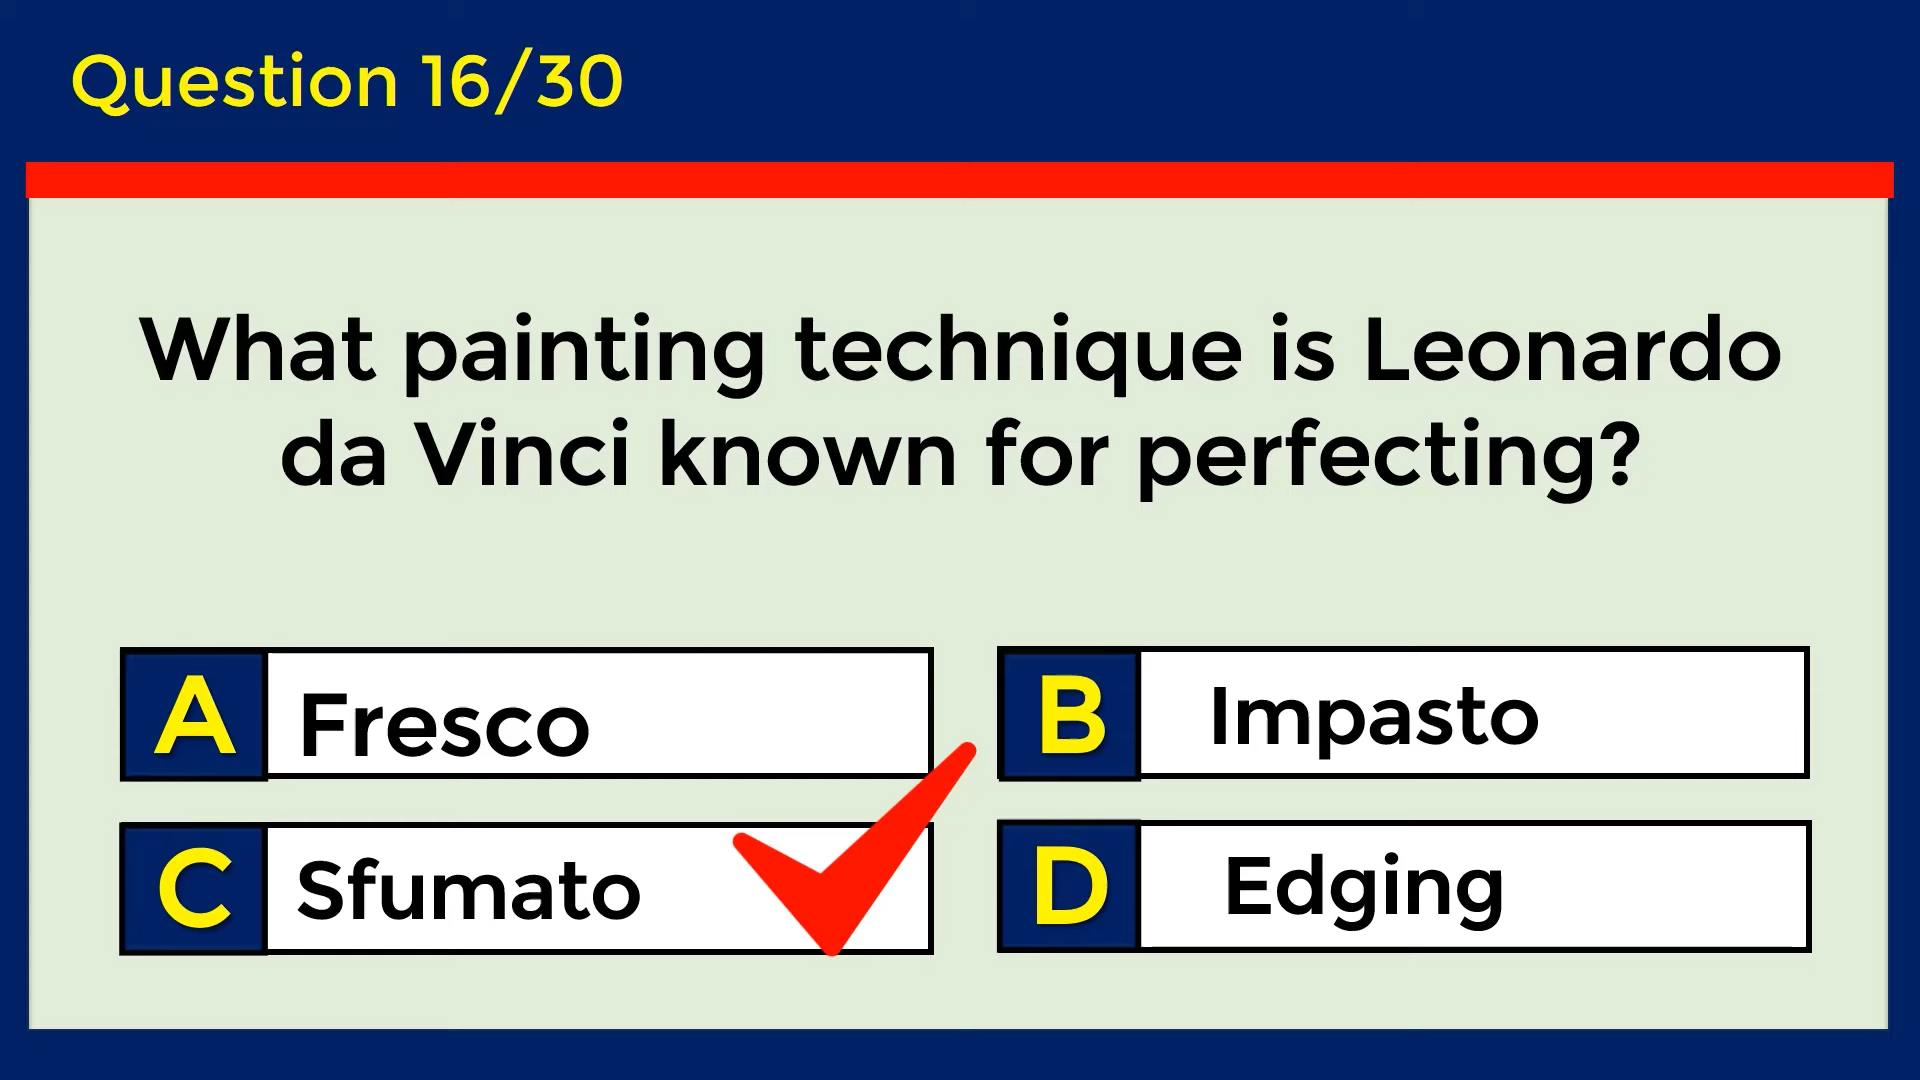 Question 16/30
What painting technique is Leonardo
da Vinci known for perfecting?
A Fresco
B Impasto
C Sfumato
D Edging